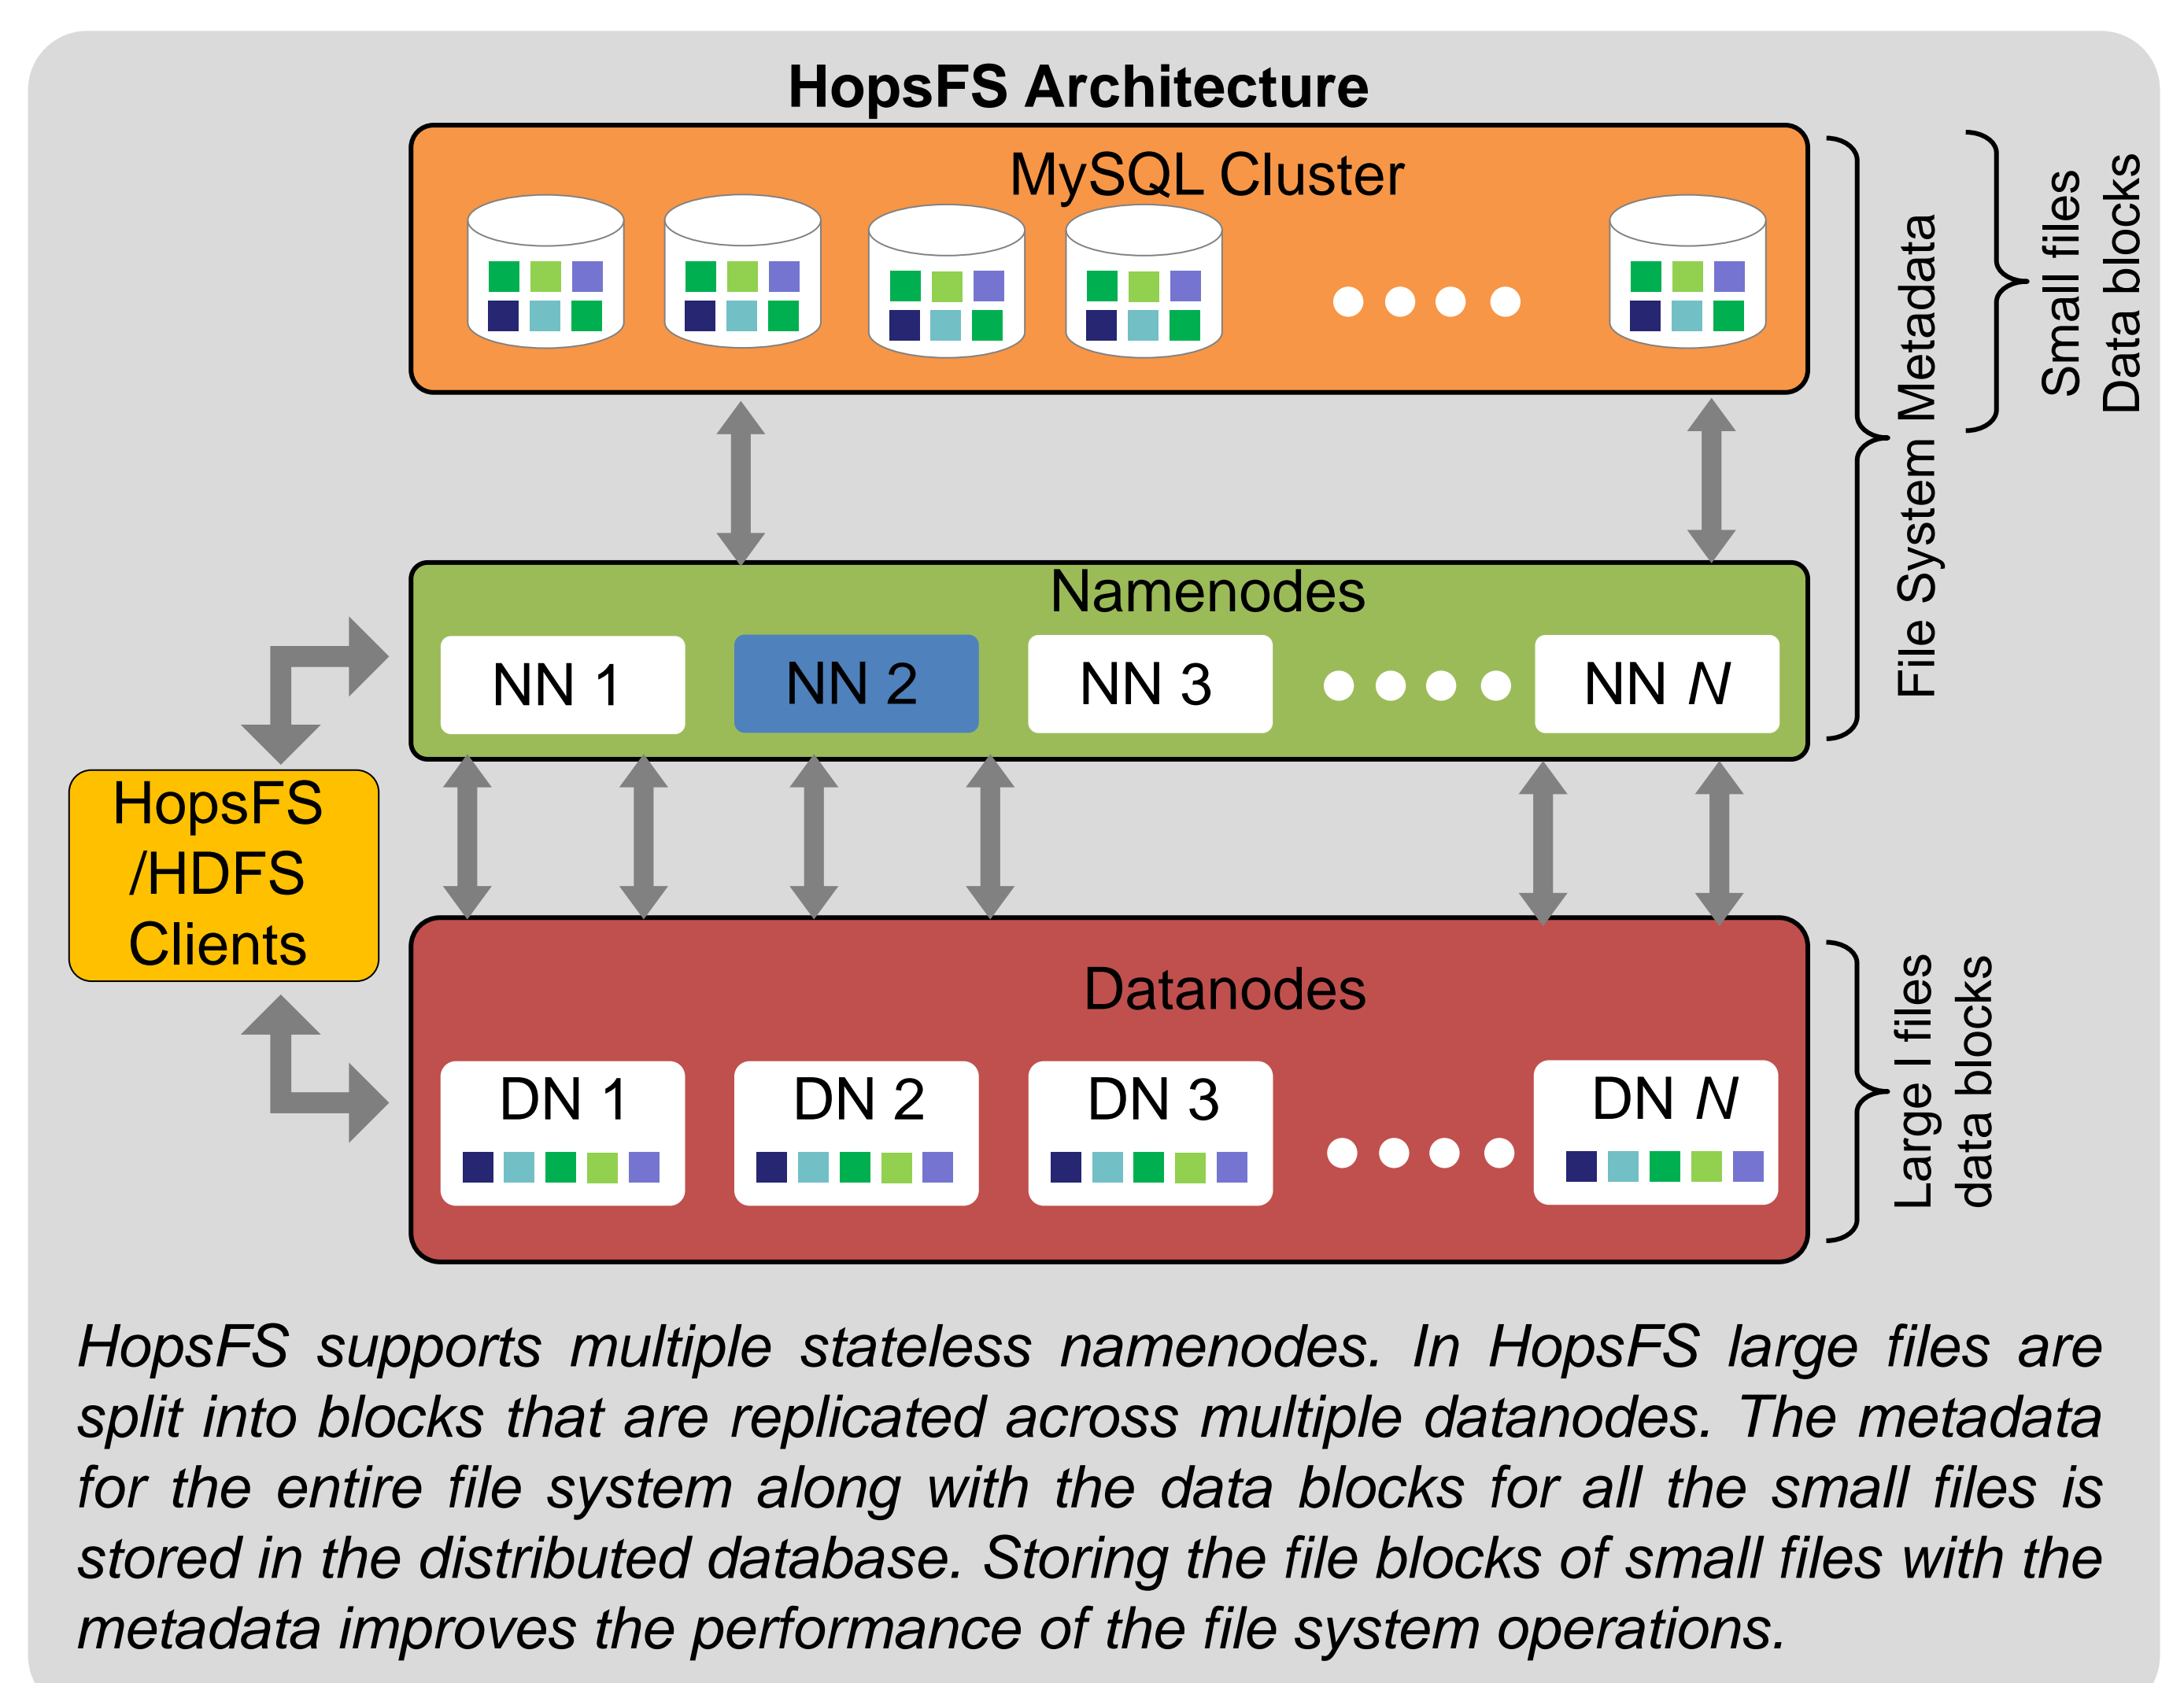 HopsFS Architecture
MySQL Cluster
Small files
Data blocks
File System Metadata
Namenodes
NN 1
NN 2
NN 3
NN N
HopsFS
/HDFS
Clients
Datanodes
DN 1
DN 2
DN 3
DN N
Large l files
data blocks
HopsFS supports multiple stateless namenodes. In HopsFS large files are
split into blocks that are replicated across multiple datanodes. The metadata
for the entire file system along with the data blocks for all the small files is
stored in the distributed database. Storing the file blocks of small files with the
metadata improves the performance of the file system operations.